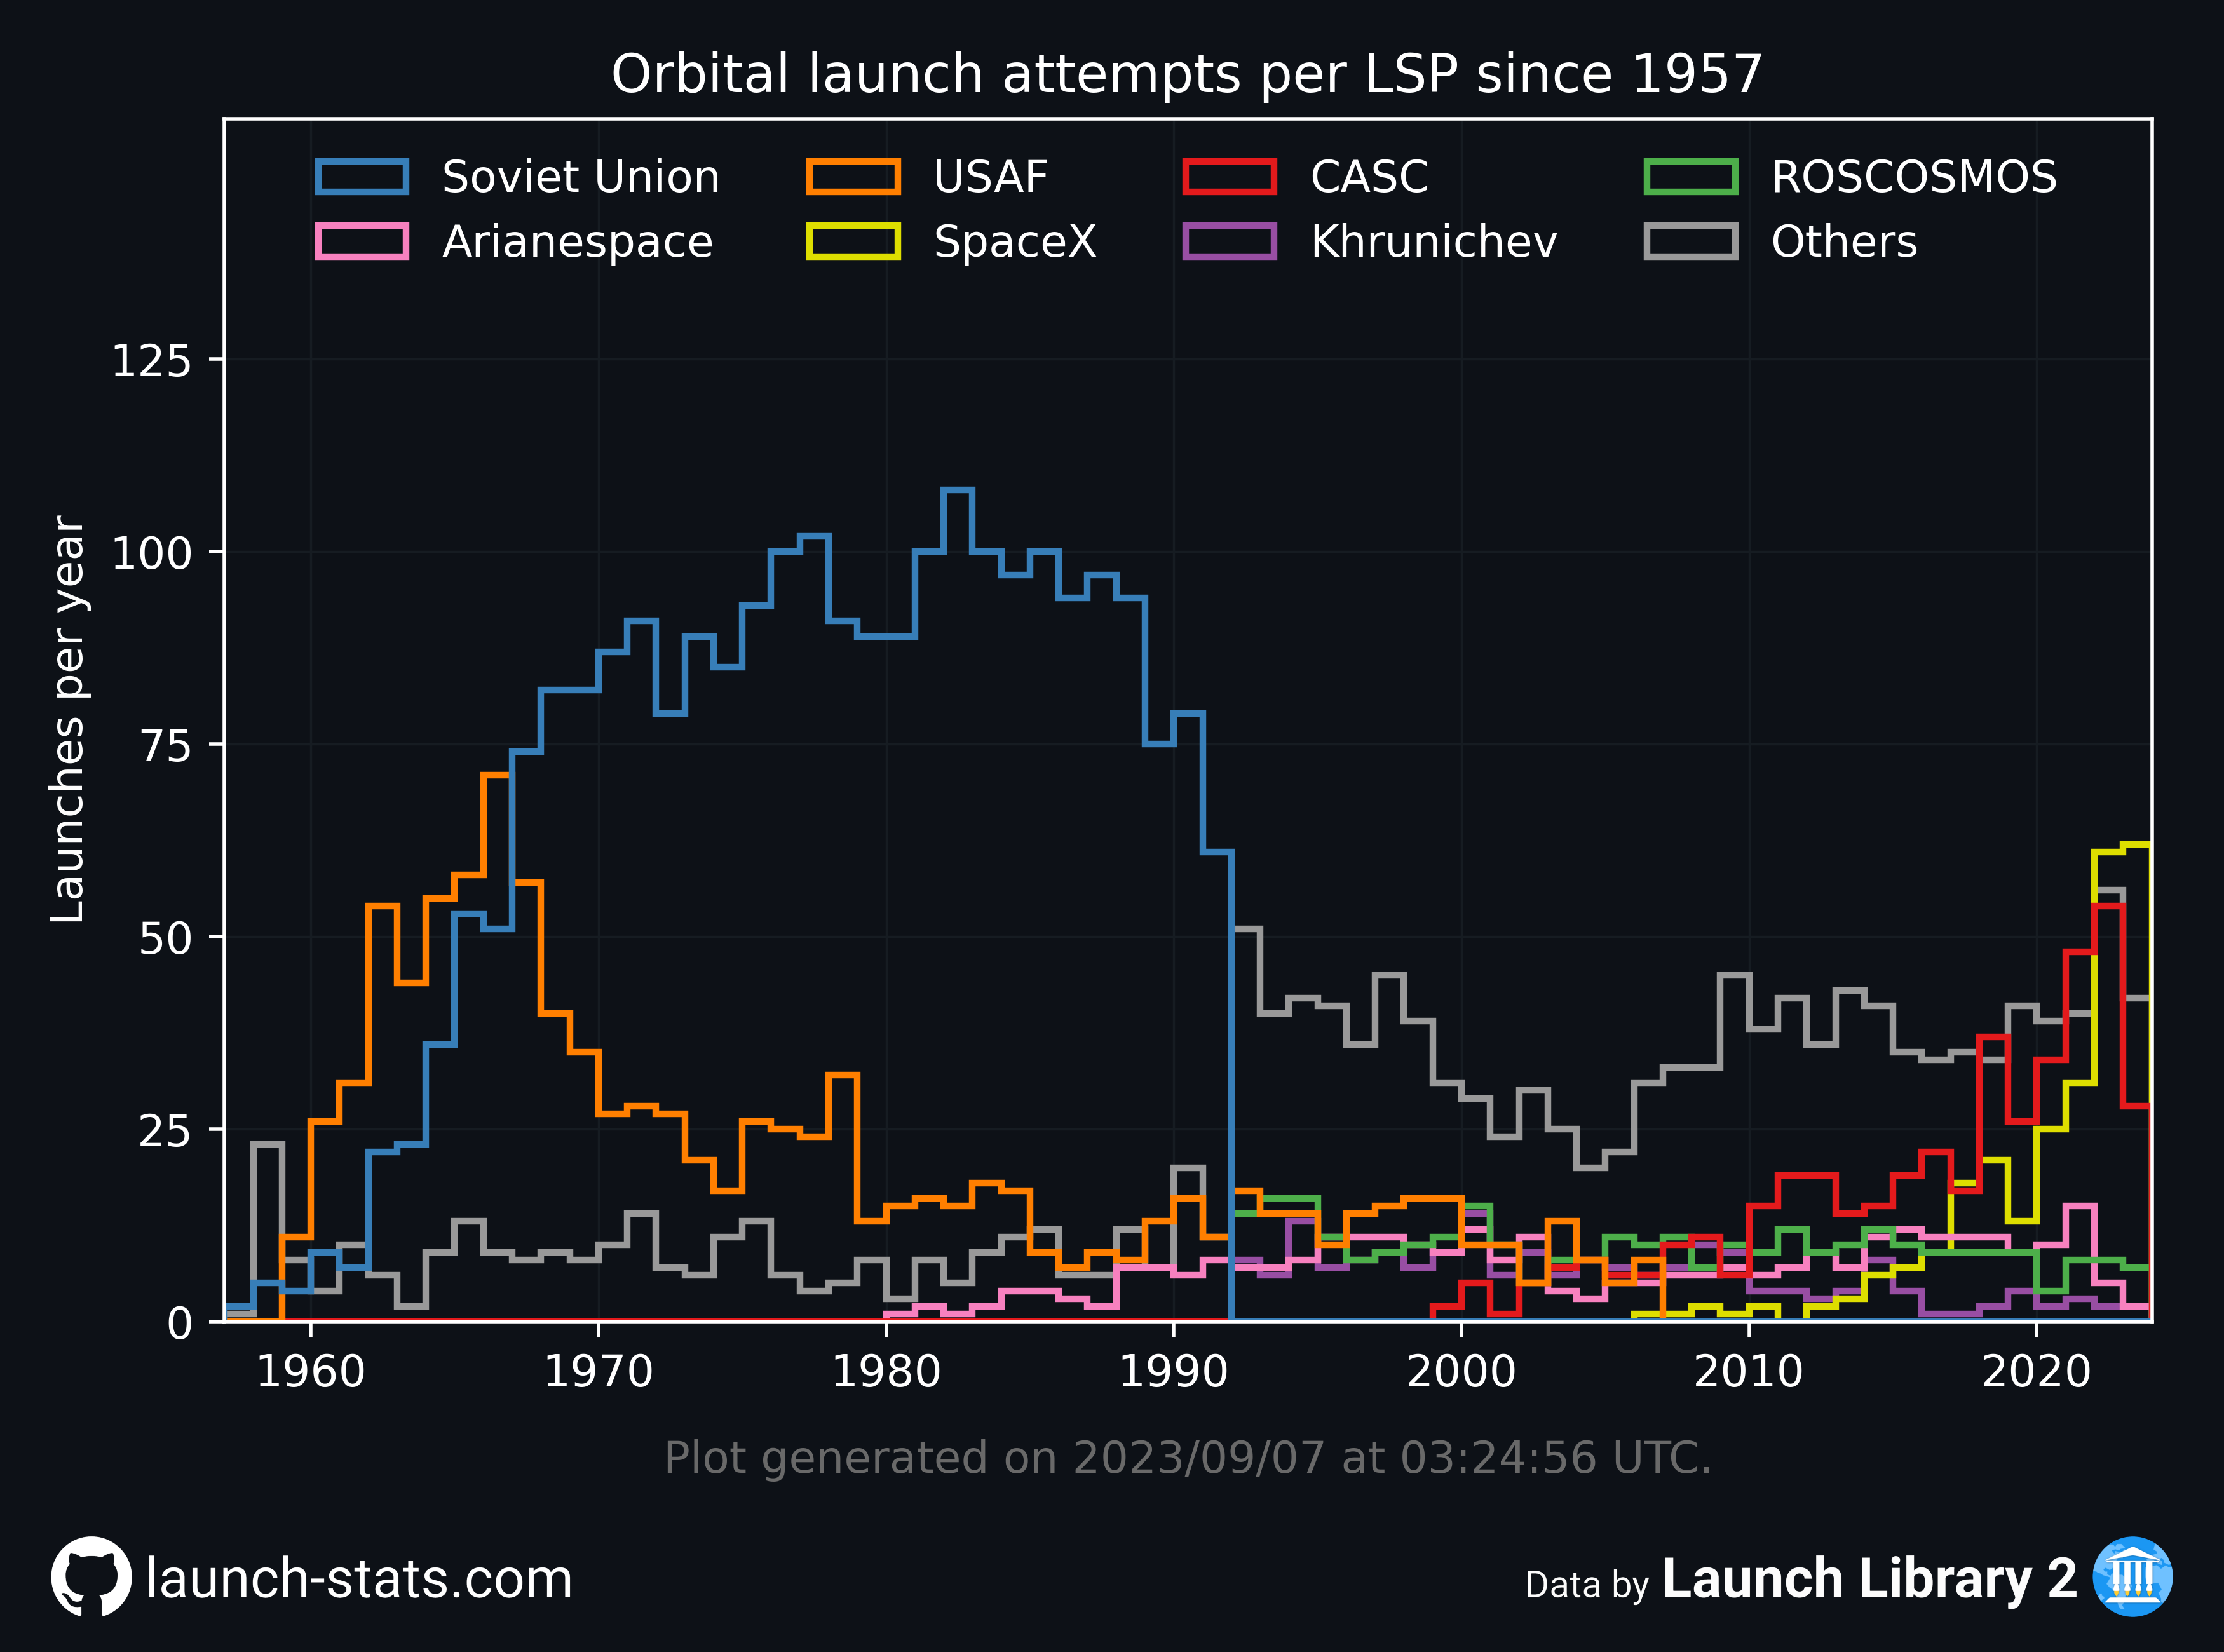 Orbital launch attempts per LSP since 1957
Soviet Union USAF CASC ROSCOSMOS
Arianespace SpaceX Khrunichev Others
Launches per year
125
100
75
50
25
0
1960 1970 1980 1990 2000 2010 2020
Plot generated on 2023/09/07 at 03:24:56 UTC.
launch-stats.com
Data by Launch Library 2